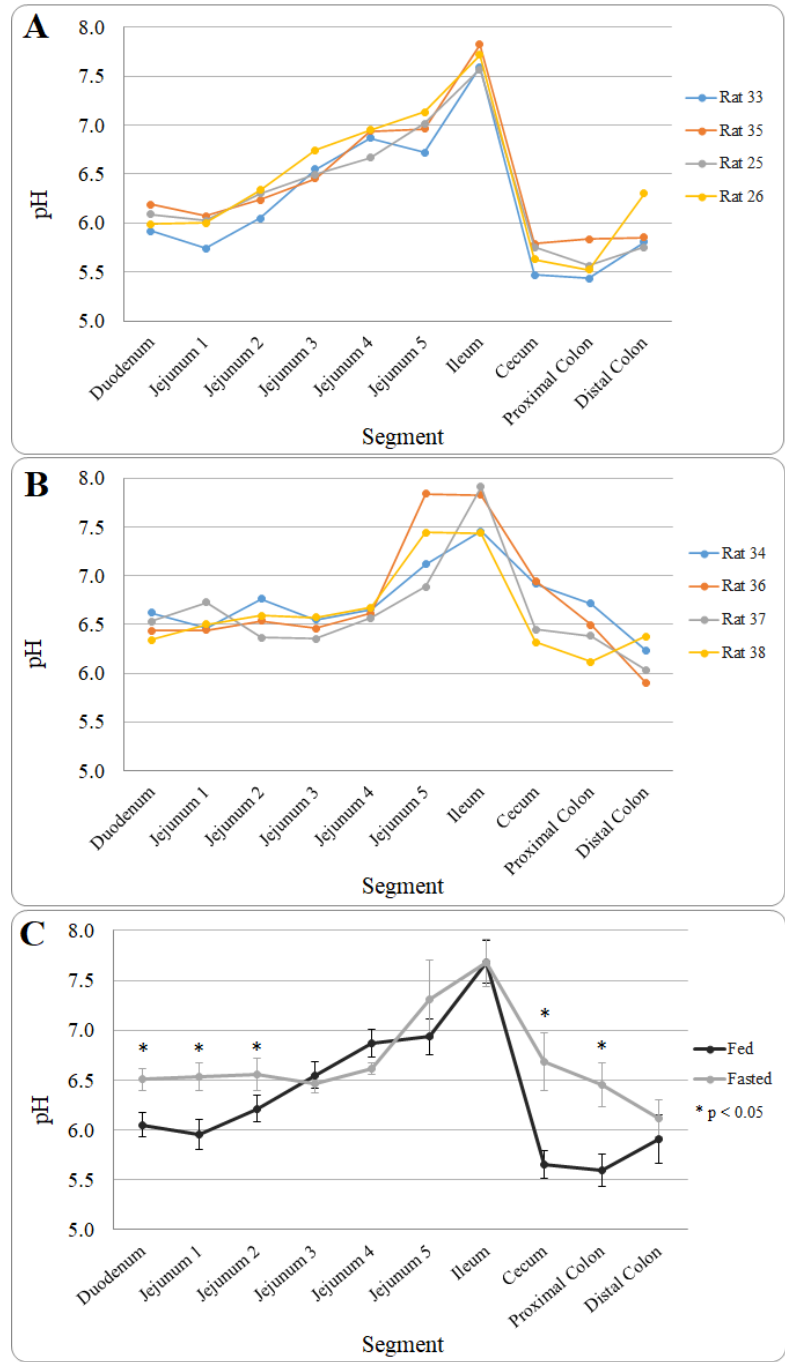 A
8.0
7.5
7.0
6.5
6.0
5.5
5.0
pH
Duodenum
Jejunum 1
Jejunum 2
Jejunum 3
Jejunum 4
Jejunum 5
Ileum
Cecum
Proximal Colon
Distal Colon
Segment
Rat 33
Rat 35
Rat 25
Rat 26
B
8.0
7.5
7.0
6.5
6.0
5.5
5.0
pH
Duodenum
Jejunum 1
Jejunum 2
Jejunum 3
Jejunum 4
Jejunum 5
Ileum
Cecum
Proximal Colon
Distal Colon
Segment
Rat 34
Rat 36
Rat 37
Rat 38
C
8.0
7.5
7.0
6.5
6.0
5.5
5.0
pH
* * * * *
Duodenum
Jejunum 1
Jejunum 2
Jejunum 3
Jejunum 4
Jejunum 5
Ileum
Cecum
Proximal Colon
Distal Colon
Segment
Fed
Fasted
* p < 0.05